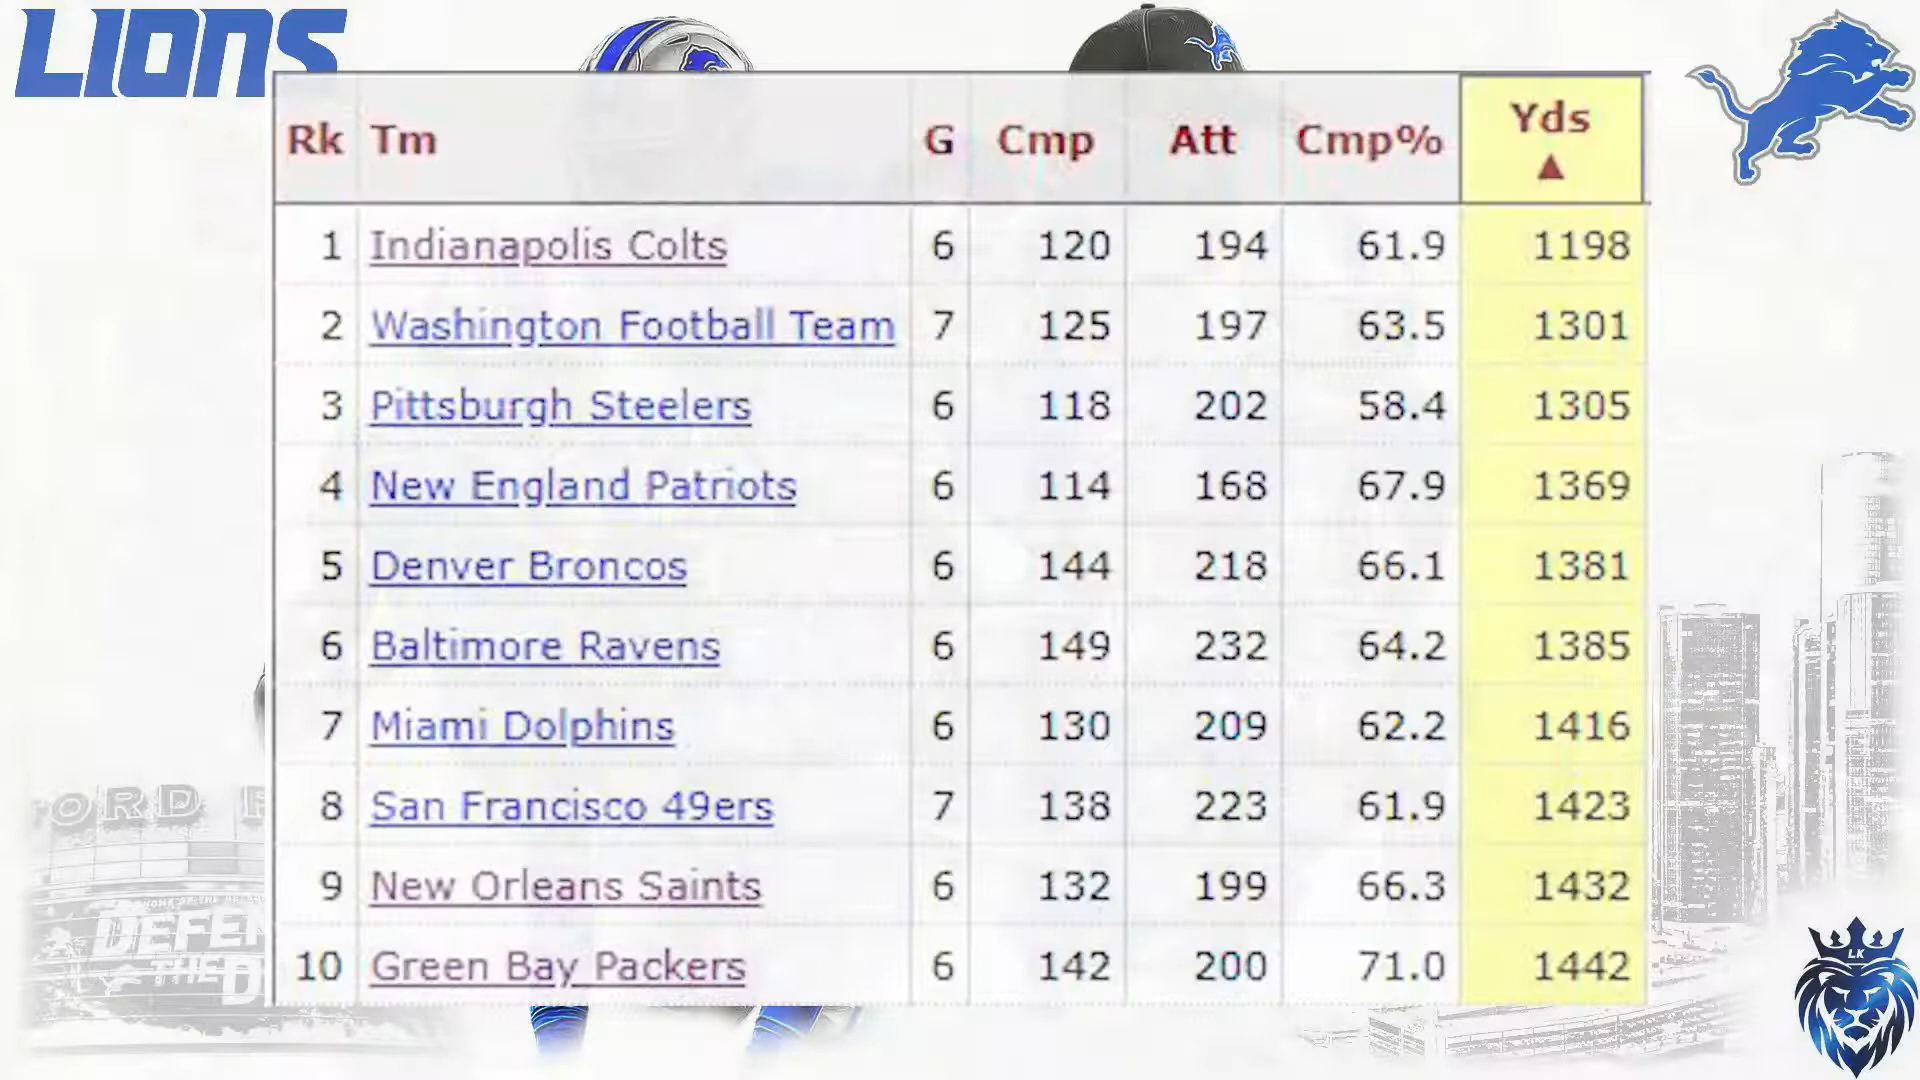 LIONS
Rk Tm G Cmp Att Cmp% Yds
▲
1 Indianapolis Colts 6 120 194 61.9 1198
2 Washington Football Team 7 125 197 63.5 1301
3 Pittsburgh Steelers 6 118 202 58.4 1305
4 New England Patriots 6 114 168 67.9 1369
5 Denver Broncos 6 144 218 66.1 1381
6 Baltimore Ravens 6 149 232 64.2 1385
7 Miami Dolphins 6 130 209 62.2 1416
8 San Francisco 49ers 7 138 223 61.9 1423
9 New Orleans Saints 6 132 199 66.3 1432
10 Green Bay Packers 6 142 200 71.0 1442
ORD F
DEFEN
THE D
LK